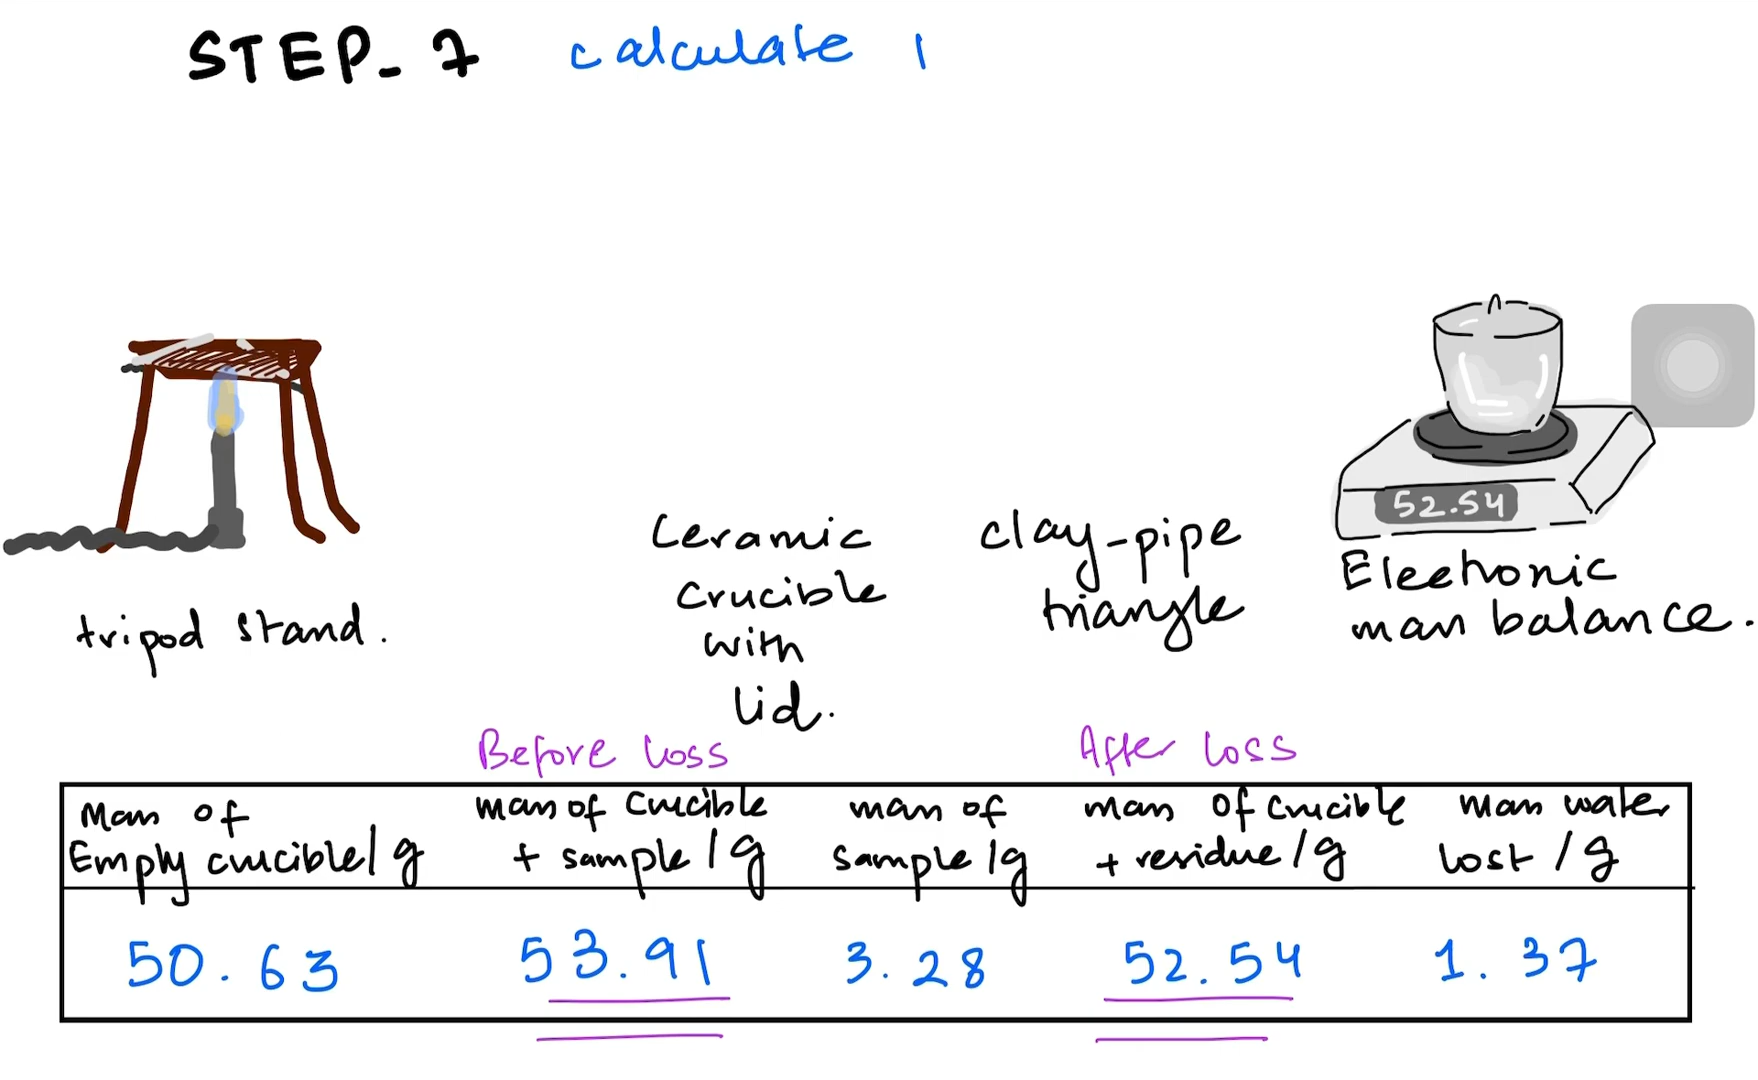 STEP-7 calculate 1
52.54
tripod stand.
Ceramic
crucible
with
lid.
clay-pipe
triangle
Electronic
mass balance.
Before loss
After loss
Mass of
Empty crucible/g
mass of crucible
+ sample/g
mass of
sample/g
mass of crucible
+ residue/g
mass water
lost/g
50.63
53.91
3.28
52.54
1.37